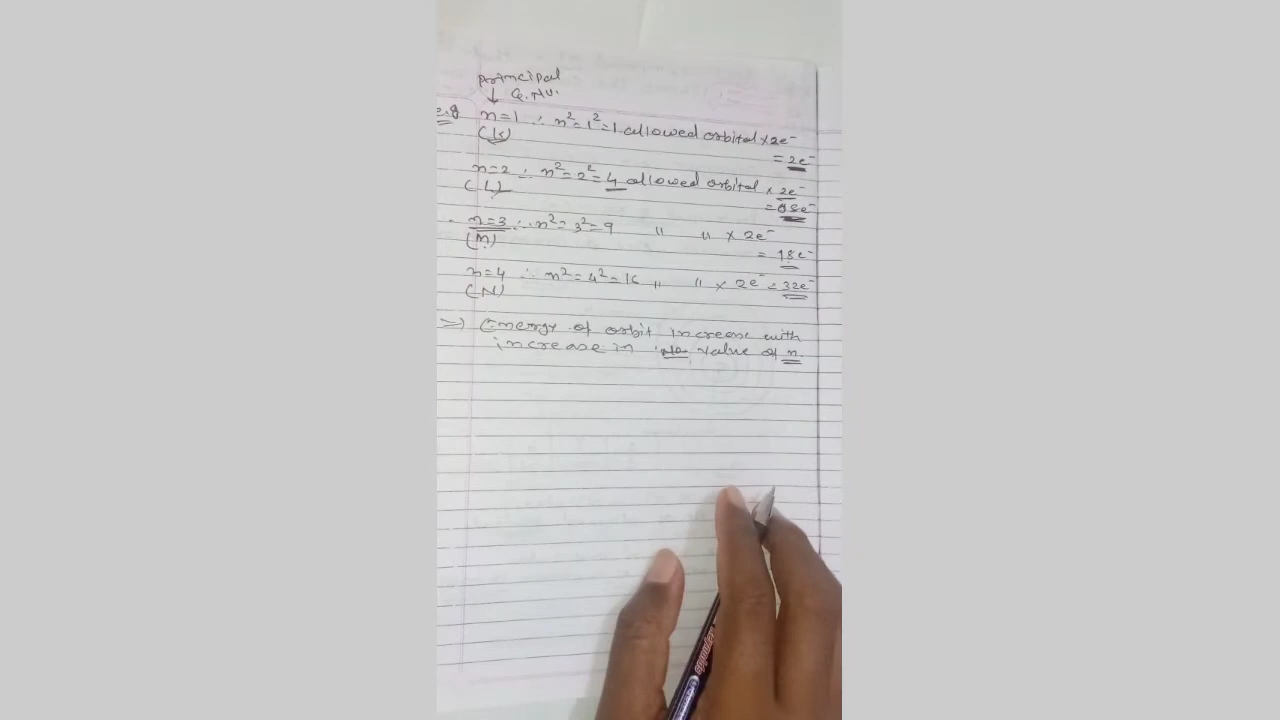 Principal
↓ Q.NU.
e.g n=1 ∴ n²=1²=1 allowed orbital × 2e⁻
(K) = 2e⁻
n=2 ∴ n²=2²=4 allowed orbital × 2e⁻
(L) = 08e⁻
n=3 ∴ n²=3²=9 " " × 2e⁻
(M) = 18e⁻
n=4 ∴ n²=4²=16 " " × 2e⁻ = 32e⁻
(N)
=>) Energy of orbit increase with
increase in value of n.